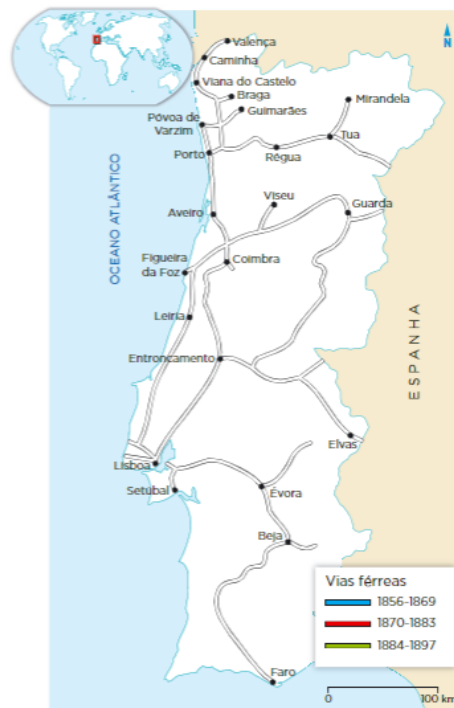 N
Valença
Caminha
Viana do Castelo
Braga
Mirandela
Guimarães
Póvoa de
Varzim
Tua
Porto
Régua
OCEANO ATLÂNTICO
Viseu
Guarda
Aveiro
Figueira
da Foz
Coimbra
Leiria
ESPANHA
Entroncamento
Elvas
Lisboa
Setúbal
Évora
Beja
Vias férreas
1856-1869
1870-1883
1884-1897
Faro
0 100 km